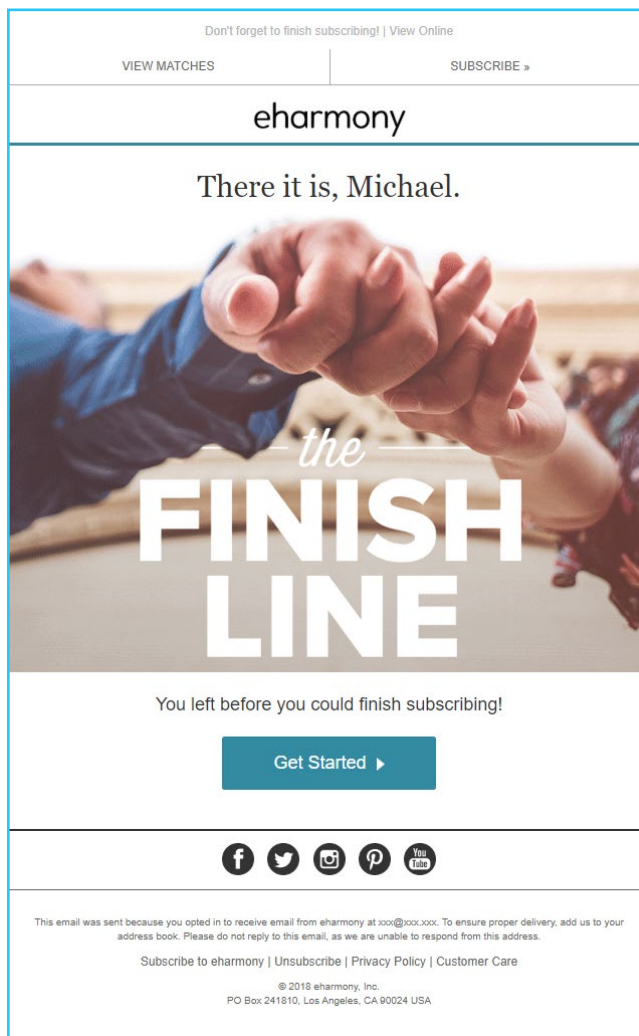 Don't forget to finish subscribing! | View Online
VIEW MATCHES
SUBSCRIBE »
eharmony
There it is, Michael.
the
FINISH
LINE
You left before you could finish subscribing!
Get Started
You
Tube
This email was sent because you opted in to receive email from eharmony at xxx@xxx.xxx. To ensure proper delivery, add us to your
address book. Please do not reply to this email, as we are unable to respond from this address.
Subscribe to eharmony | Unsubscribe | Privacy Policy | Customer Care
© 2018 eharmony, Inc.
PO Box 241810, Los Angeles, CA 90024 USA